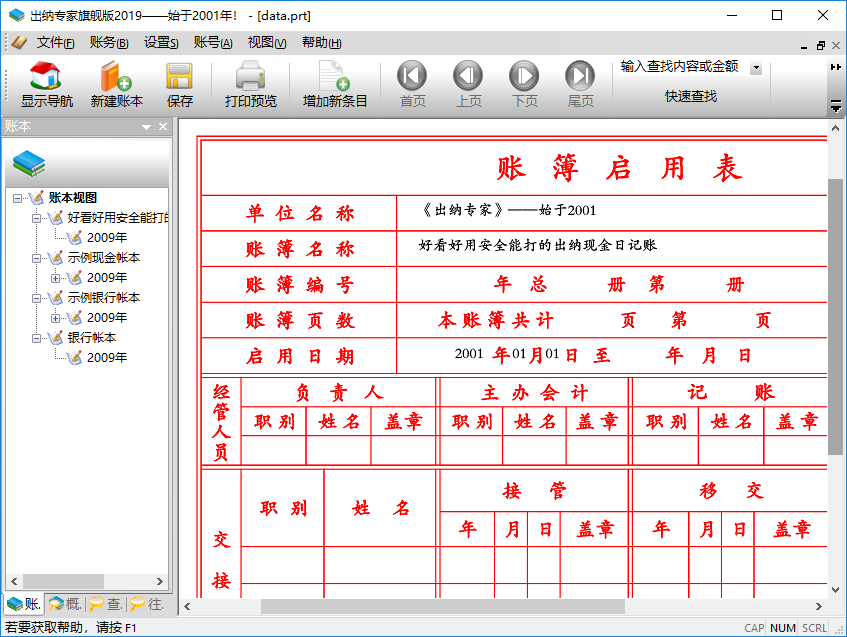 出纳专家旗舰版2019——始于2001年！ - [data.prt]
文件(F) 账务(B) 设置(S) 账号(A) 视图(V) 帮助(H)
显示导航 新建账本 保存 打印预览 增加新条目 首页 上页 下页 尾页
输入查找内容或金额
快速查找
账本
账本视图
好看好用安全能打的
2009年
示例现金帐本
2009年
示例银行帐本
2009年
银行帐本
2009年
账. 概. 查. 往.
账 簿 启 用 表
单 位 名 称 《出纳专家》——始于2001
账 簿 名 称 好看好用安全能打的出纳现金日记账
账 簿 编 号 年 总 册 第 册
账 簿 页 数 本 账 簿 共 计 页 第 页
启 用 日 期 2001 年 01 月 01 日 至 年 月 日
经管人员 负 责 人 主 办 会 计 记 账
职 别 姓 名 盖 章 职 别 姓 名 盖 章 职 别 姓 名 盖 章
交接 职 别 姓 名 接 管 移 交
年 月 日 盖 章 年 月 日 盖 章
若要获取帮助，请按 F1 CAP NUM SCRL